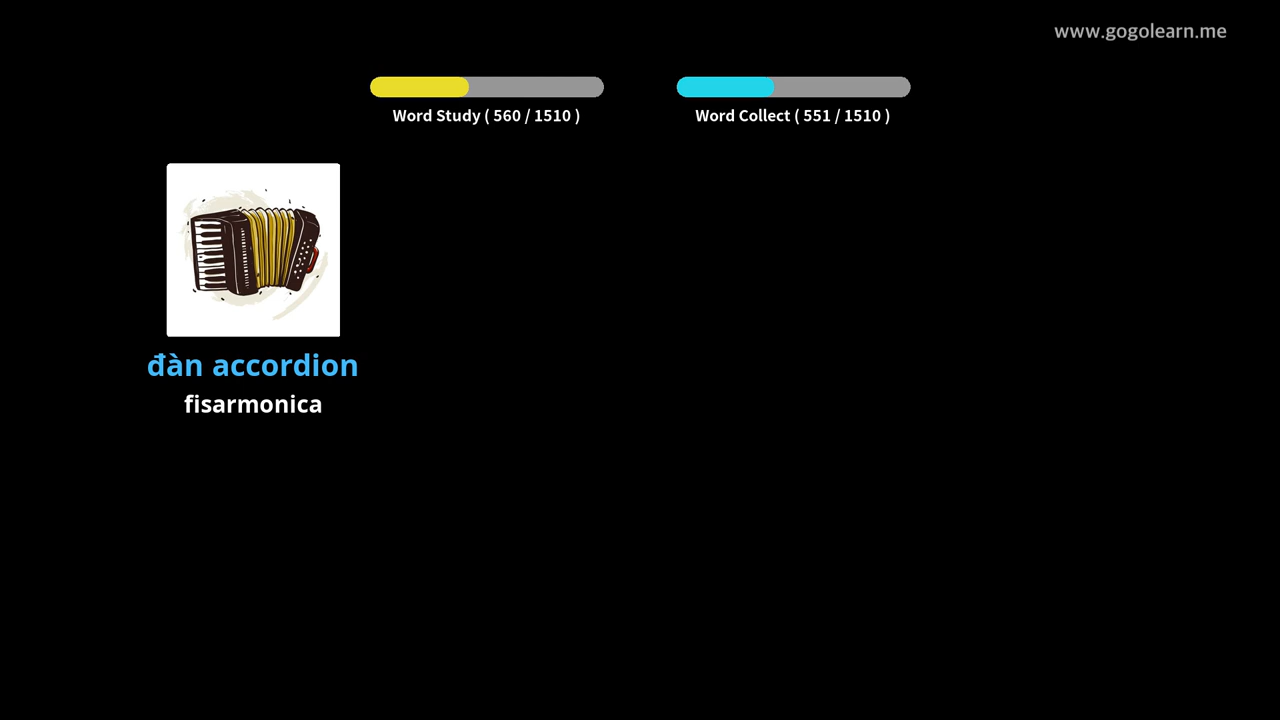 www.gogolearn.me
Word Study ( 560 / 1510 )
Word Collect ( 551 / 1510 )
đàn accordion
fisarmonica